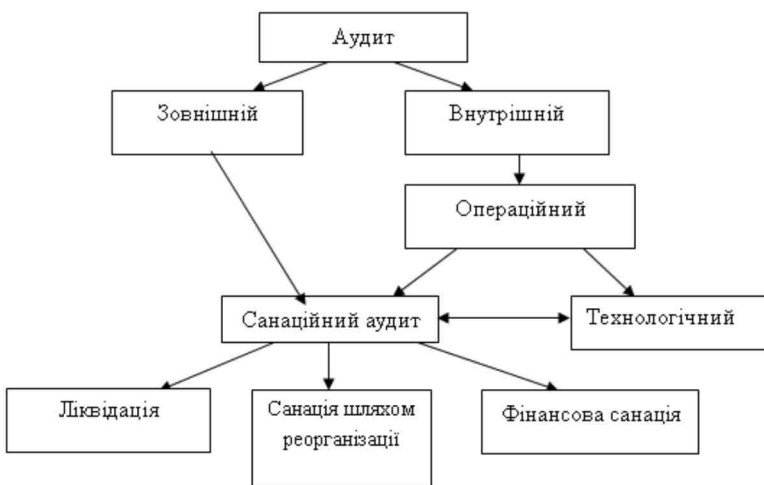 Аудит
Зовнішній
Внутрішній
Операційний
Санаційний аудит
Технологічний
Ліквідація
Санація шляхом
реорганізації
Фінансова санація